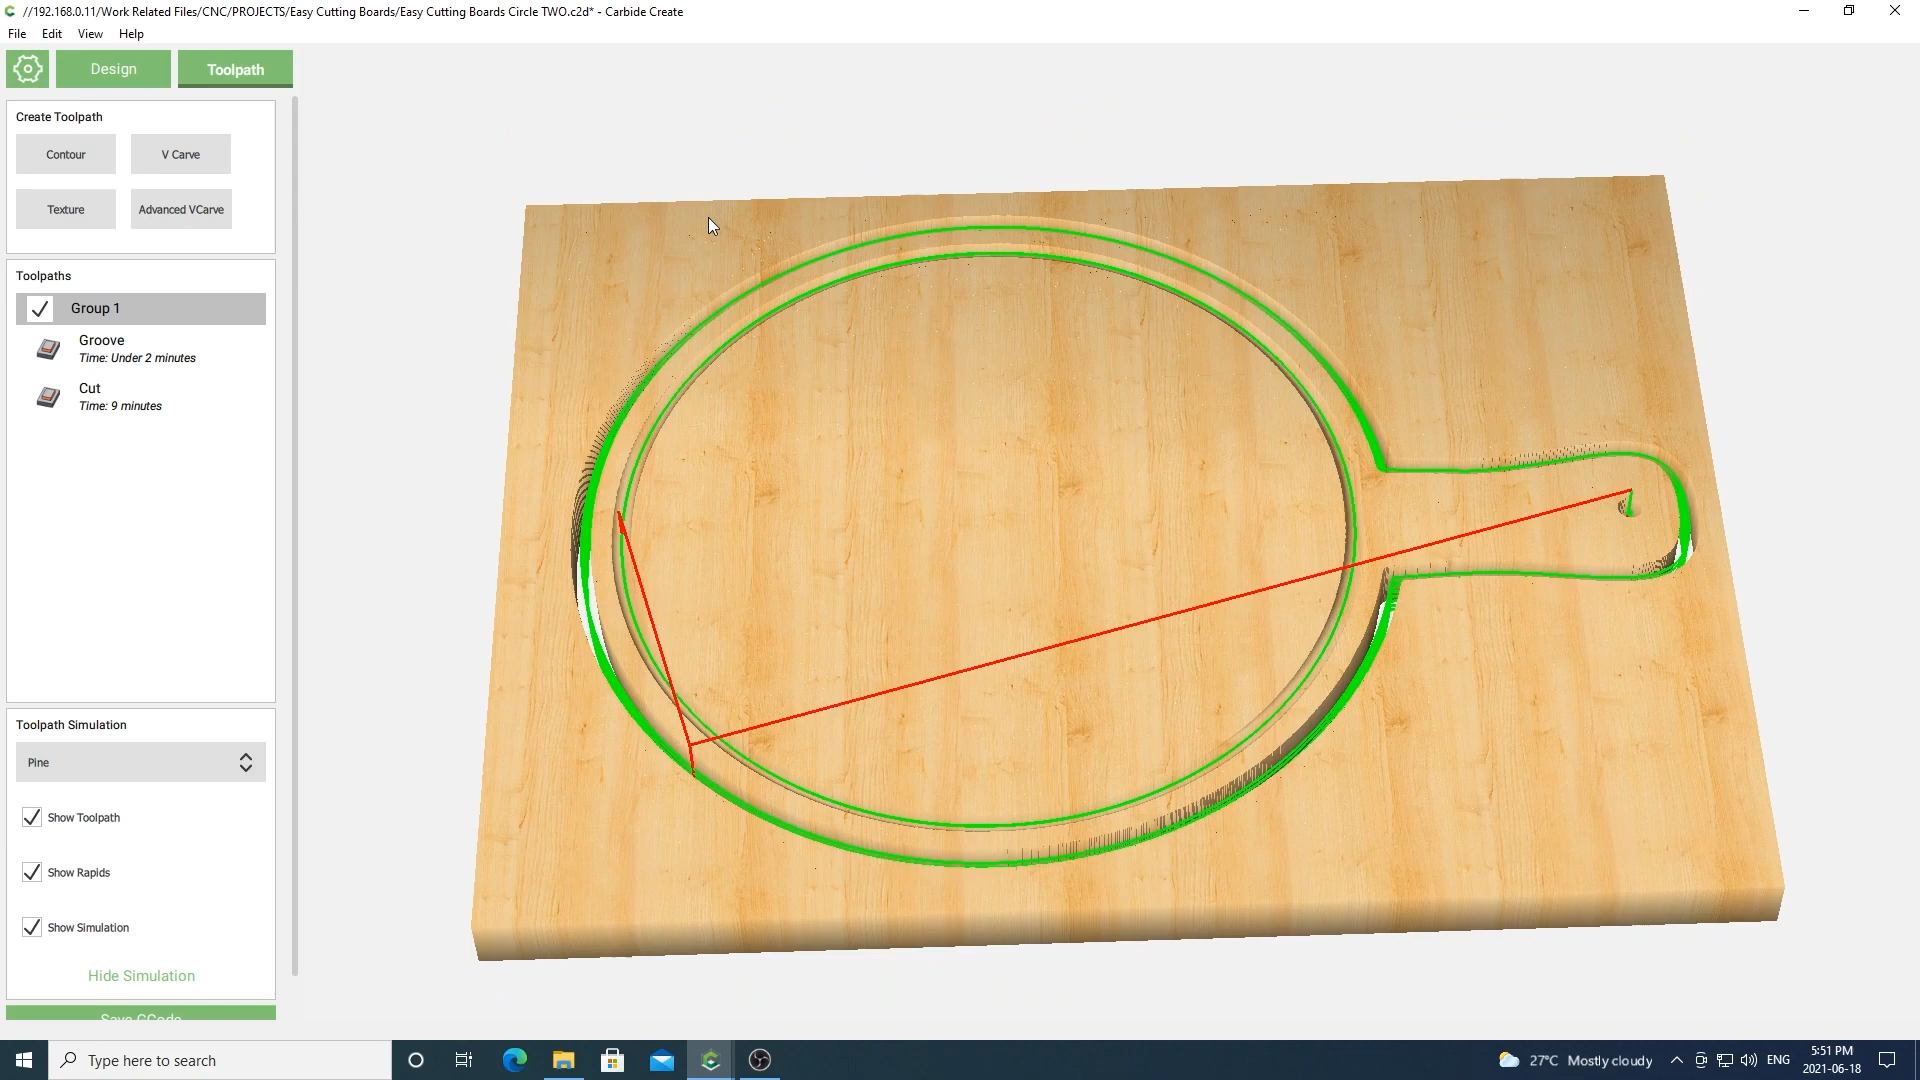 //192.168.0.11/Work Related Files/CNC/PROJECTS/Easy Cutting Boards/Easy Cutting Boards Circle TWO.c2d* - Carbide Create
File Edit View Help
Design Toolpath
Create Toolpath
Contour V Carve
Texture Advanced VCarve
Toolpaths
Group 1
Groove
Time: Under 2 minutes
Cut
Time: 9 minutes
Toolpath Simulation
Pine
Show Toolpath
Show Rapids
Show Simulation
Hide Simulation
Save GCode
Type here to search
27°C Mostly cloudy
ENG
5:51 PM
2021-06-18